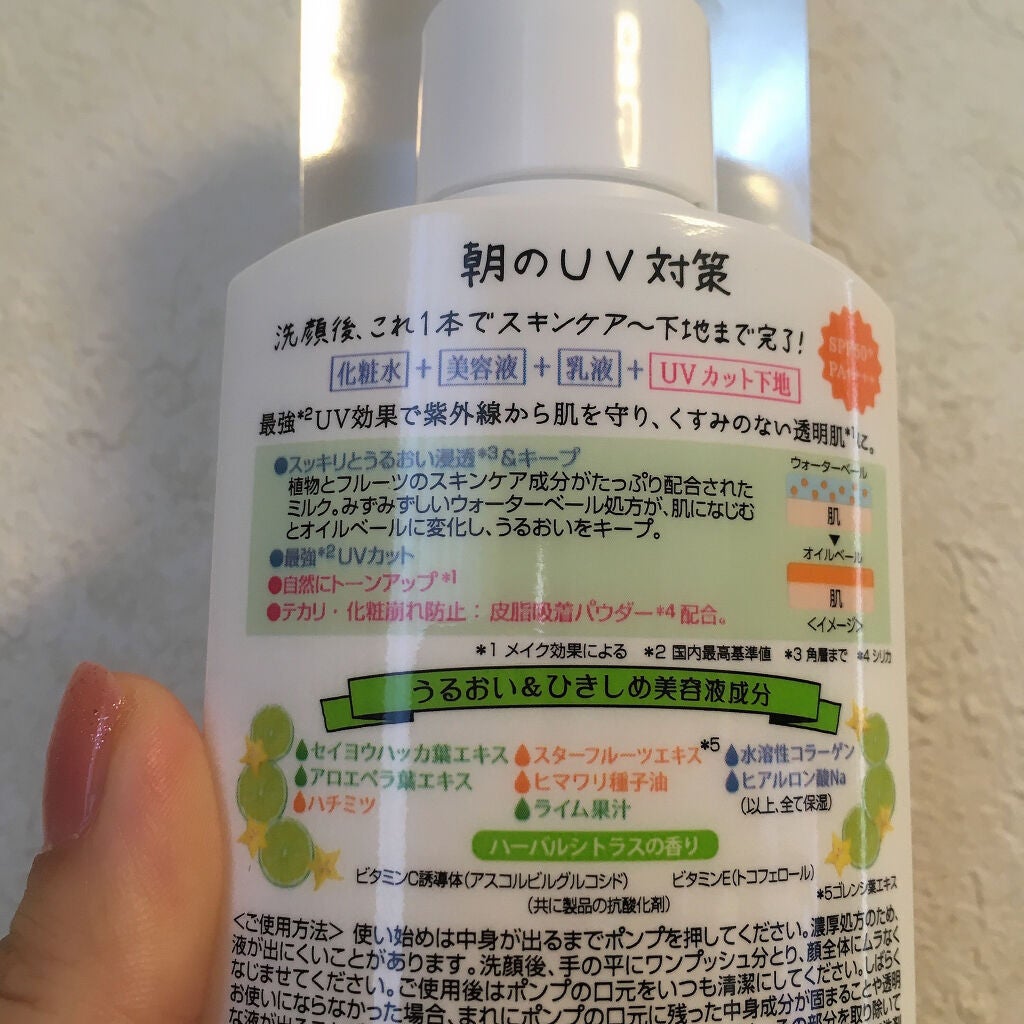 朝のUV対策
洗顔後、これ1本でスキンケア〜下地まで完了!
化粧水+美容液+乳液+UVカット下地
SPF50+
PA++++
最強*2UV効果で紫外線から肌を守り、くすみのない透明肌*1に。
●スッキリとうるおい浸透*3&キープ
植物とフルーツのスキンケア成分がたっぷり配合された
ミルク。みずみずしいウォーターベール処方が、肌になじむ
とオイルベールに変化し、うるおいをキープ。
●最強*2UVカット
●自然にトーンアップ*1
●テカリ・化粧崩れ防止:皮脂吸着パウダー*4配合。
ウォーターベール
肌
▼
オイルベール
肌
<イメージ>
*1 メイク効果による *2 国内最高基準値 *3 角層まで *4 シリカ
うるおい&ひきしめ美容液成分
セイヨウハッカ葉エキス スターフルーツエキス*5 水溶性コラーゲン
アロエベラ葉エキス ヒマワリ種子油 ヒアルロン酸Na
ハチミツ ライム果汁 (以上、全て保湿)
ハーバルシトラスの香り
ビタミンC誘導体(アスコルビルグルコシド) ビタミンE(トコフェロール)
(共に製品の抗酸化剤) *5ゴレンシ葉エキス
<ご使用方法> 使い始めは中身が出るまでポンプを押してください。濃厚処方のため、
液が出にくいことがあります。洗顔後、手の平にワンプッシュ分とり、顔全体にムラなく
なじませてください。ご使用後はポンプの口元をいつも清潔にしてください。しばらく
お使いにならなかった場合、まれにポンプの口元に残った中身成分が固まることや透明
な液が出ること
その部分を取り除いて